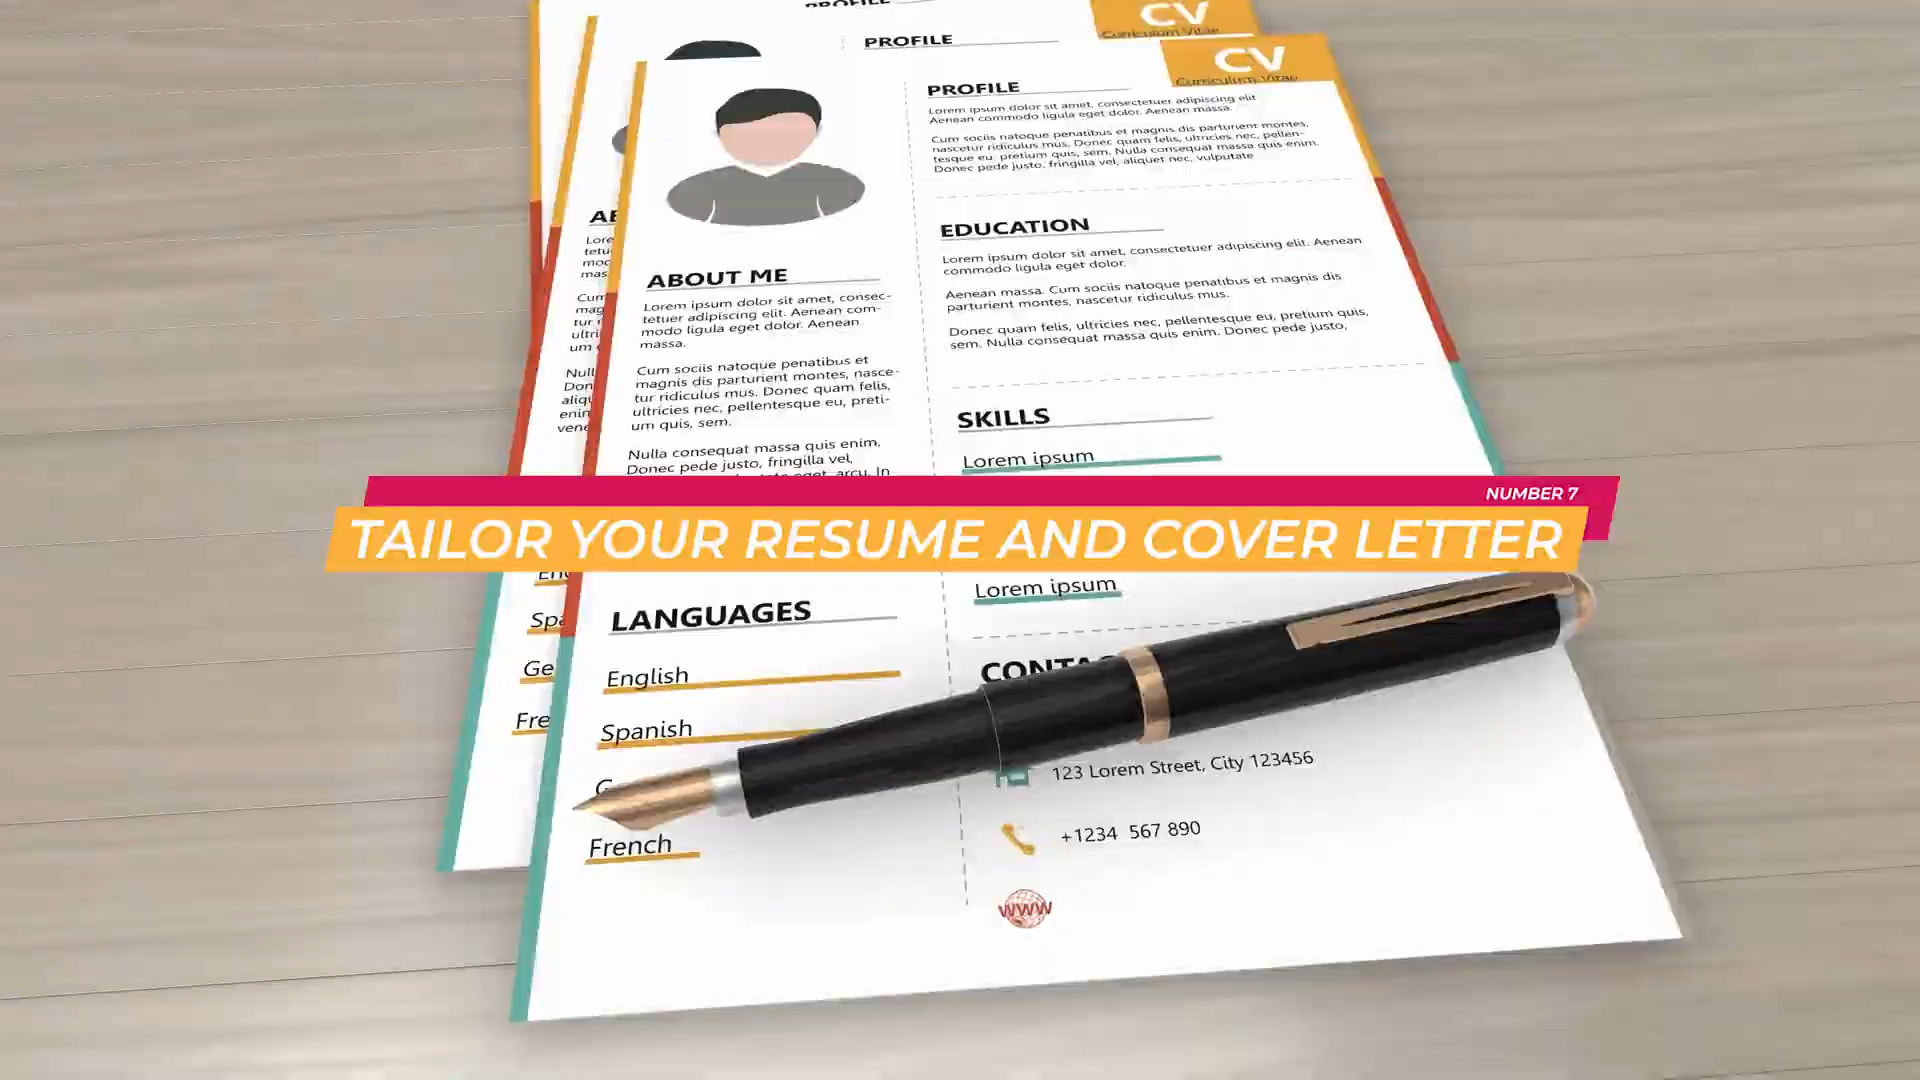 PROFILE
PROFILE
CV
Curriculum Vitae
CV
Curriculum Vitae
PROFILE
Lorem ipsum dolor sit amet, consectetuer adipiscing elit
Aenean commodo ligula eget dolor. Aenean massa.
Cum sociis natoque penatibus et magnis dis parturient montes,
nascetur ridiculus mus. Donec quam felis, ultricies nec, pellen-
tesque eu, pretium quis, sem. Nulla consequat massa quis enim.
Donec pede justo, fringilla vel, aliquet nec, vulputate
EDUCATION
Lorem ipsum dolor sit amet, consectetuer adipiscing elit. Aenean
commodo ligula eget dolor.
Aenean massa. Cum sociis natoque penatibus et magnis dis
parturient montes, nascetur ridiculus mus.
Donec quam felis, ultricies nec, pellentesque eu, pretium quis,
sem. Nulla consequat massa quis enim. Donec pede justo,
SKILLS
Lorem ipsum
ABOUT ME
Lorem ipsum dolor sit amet, consec-
tetuer adipiscing elit. Aenean com-
modo ligula eget dolor. Aenean
massa.
Cum sociis natoque penatibus et
magnis dis parturient montes, nasce-
tur ridiculus mus. Donec quam felis,
ultricies nec, pellentesque eu, preti-
um quis, sem.
Nulla consequat massa quis enim,
Donec pede justo, fringilla vel,
eget, arcu. In
NUMBER 7
TAILOR YOUR RESUME AND COVER LETTER
Lorem ipsum
LANGUAGES
English
Spanish
French
123 Lorem Street, City 123456
+1234 567 890
www